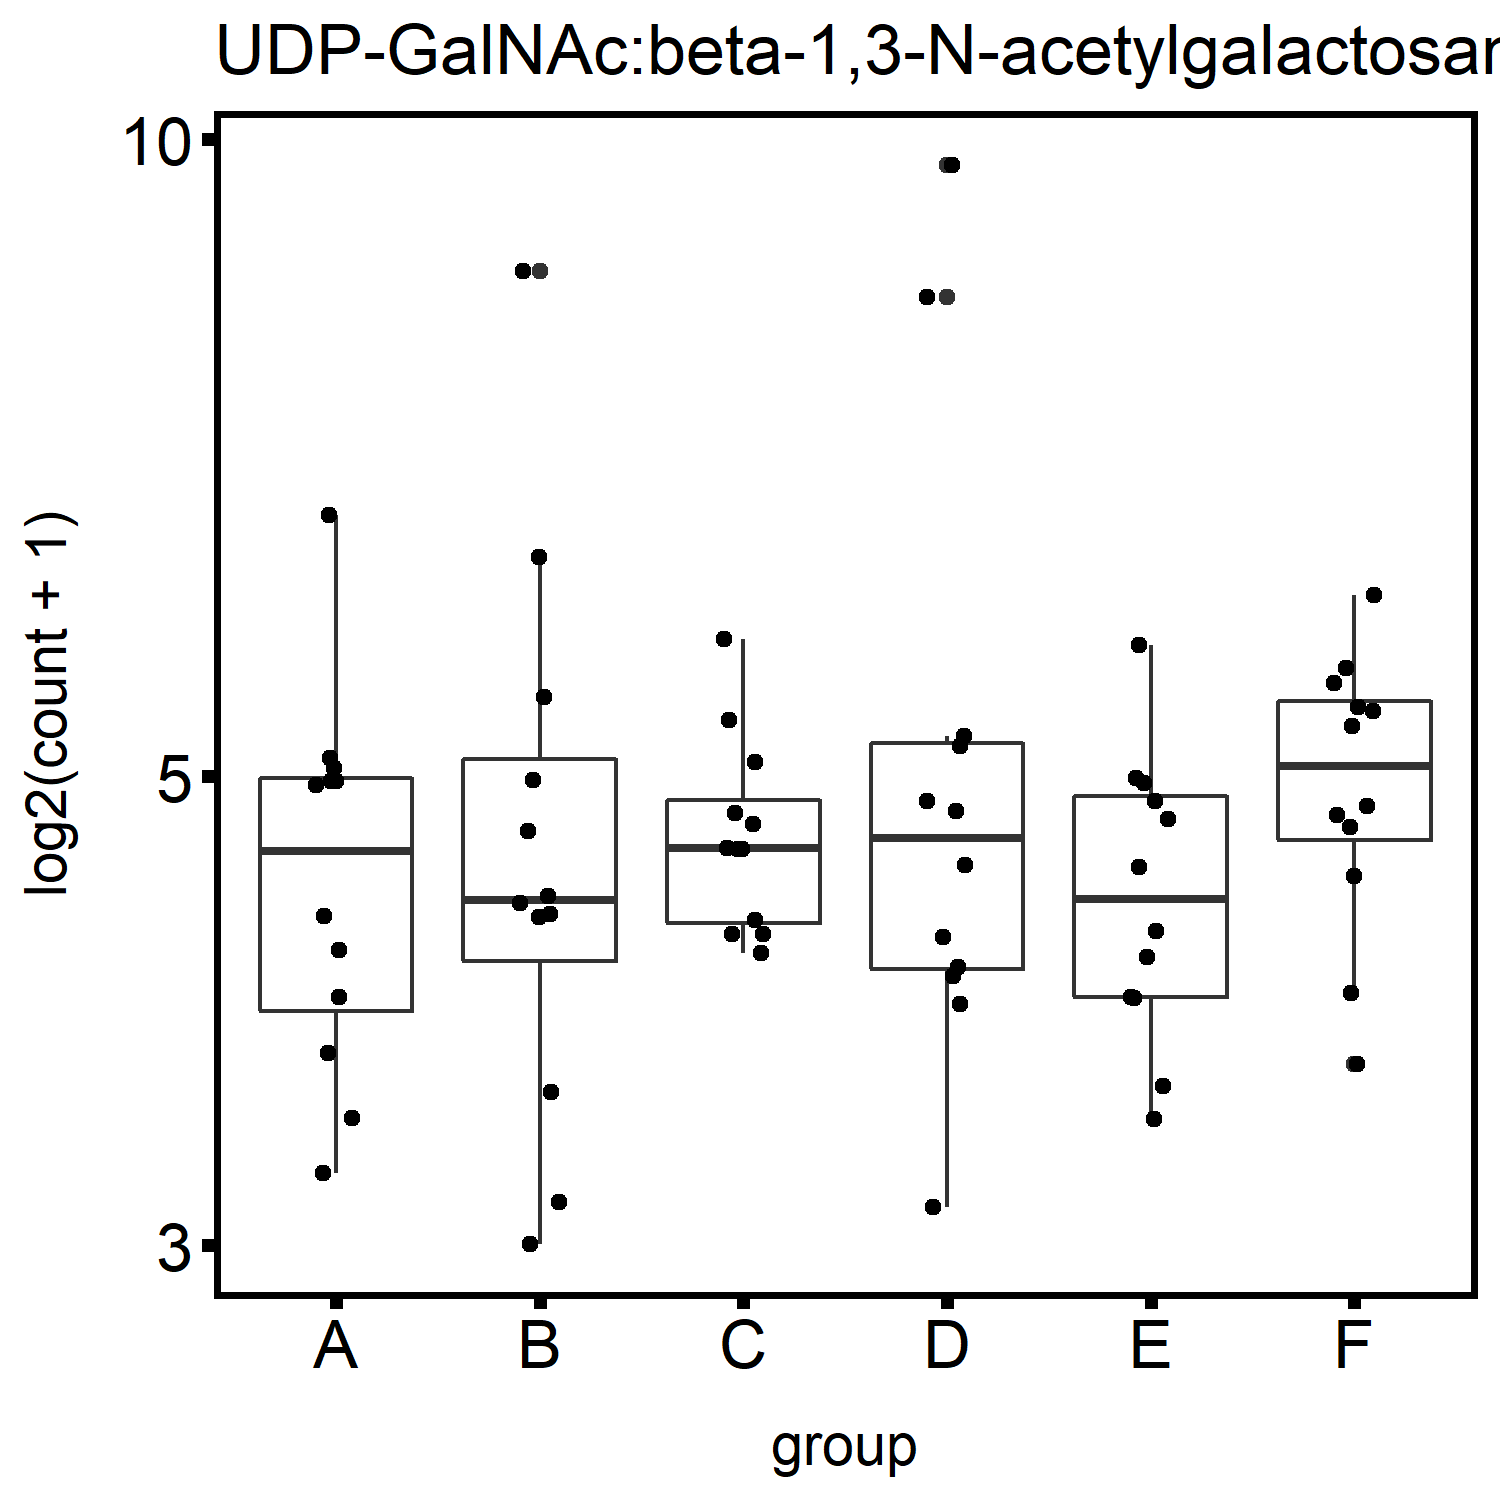 UDP-GalNAc:beta-1,3-N-acetylgalactosar
10
5
3
log2(count + 1)
A B C D E F
group